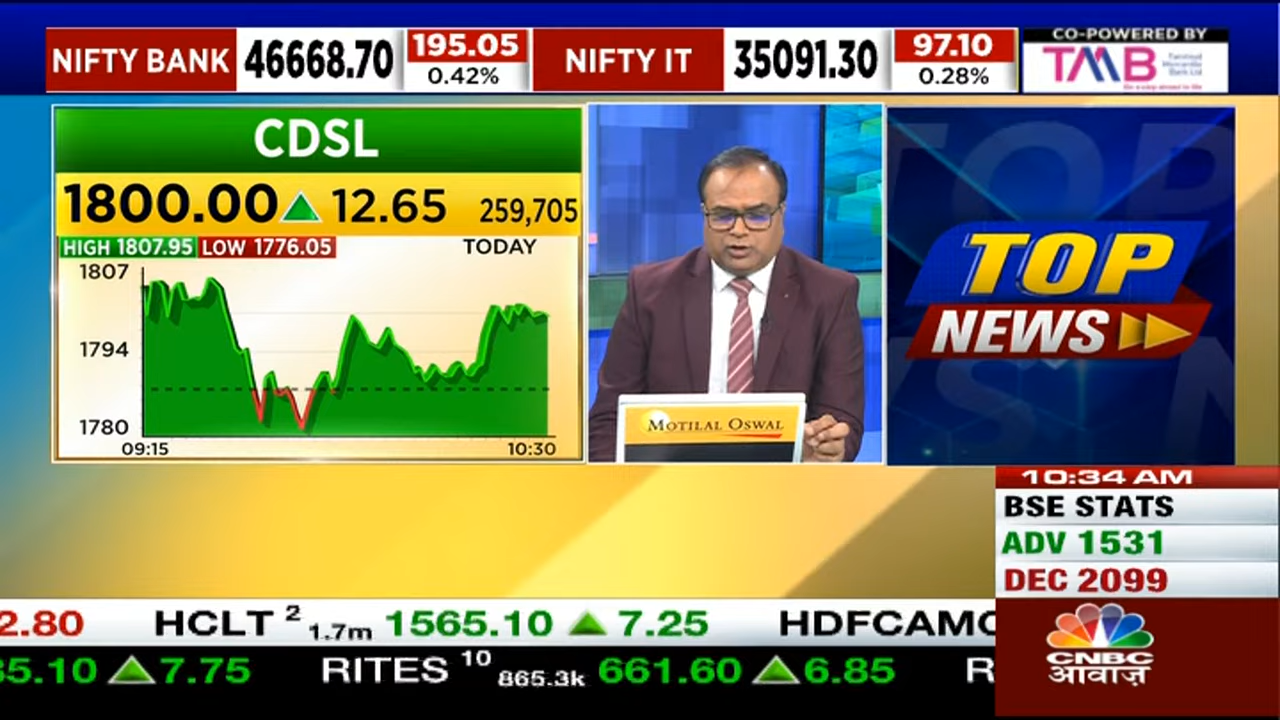 NIFTY BANK 46668.70 195.05 0.42%
NIFTY IT 35091.30 97.10 0.28%
CO-POWERED BY
TMB
Tamilnad
Mercantile
Bank Ltd
CDSL
1800.00 ▲ 12.65 259,705
HIGH 1807.95 LOW 1776.05 TODAY
1807
1794
1780
09:15 10:30
MOTILAL OSWAL
TOP
NEWS
10:34 AM
BSE STATS
ADV 1531
DEC 2099
2.80 HCLT 2 1.7m 1565.10 ▲ 7.25 HDFCAMC
35.10 ▲ 7.75 RITES 10 865.3k 661.60 ▲ 6.85 R
CNBC
आवाज़